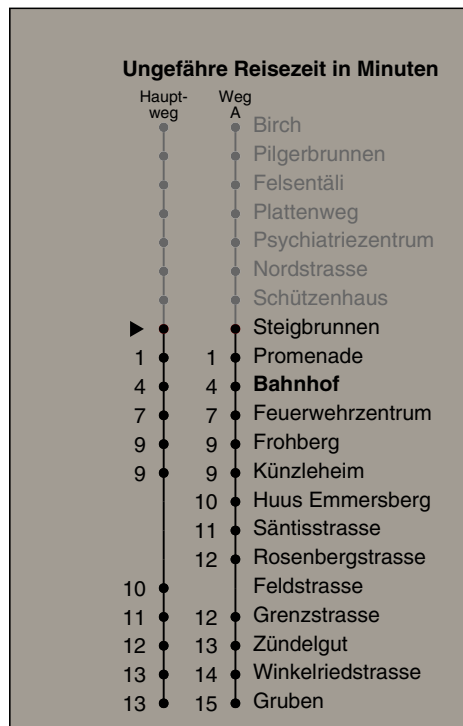 Ungefähre Reisezeit in Minuten
Haupt- Weg
weg A
Birch
Pilgerbrunnen
Felsentäli
Plattenweg
Psychiatriezentrum
Nordstrasse
Schützenhaus
Steigbrunnen
1 1 Promenade
4 4 Bahnhof
7 7 Feuerwehrzentrum
9 9 Frohberg
9 9 Künzleheim
10 Huus Emmersberg
11 Säntisstrasse
12 Rosenbergstrasse
10 Feldstrasse
11 12 Grenzstrasse
12 13 Zündelgut
13 14 Winkelriedstrasse
13 15 Gruben